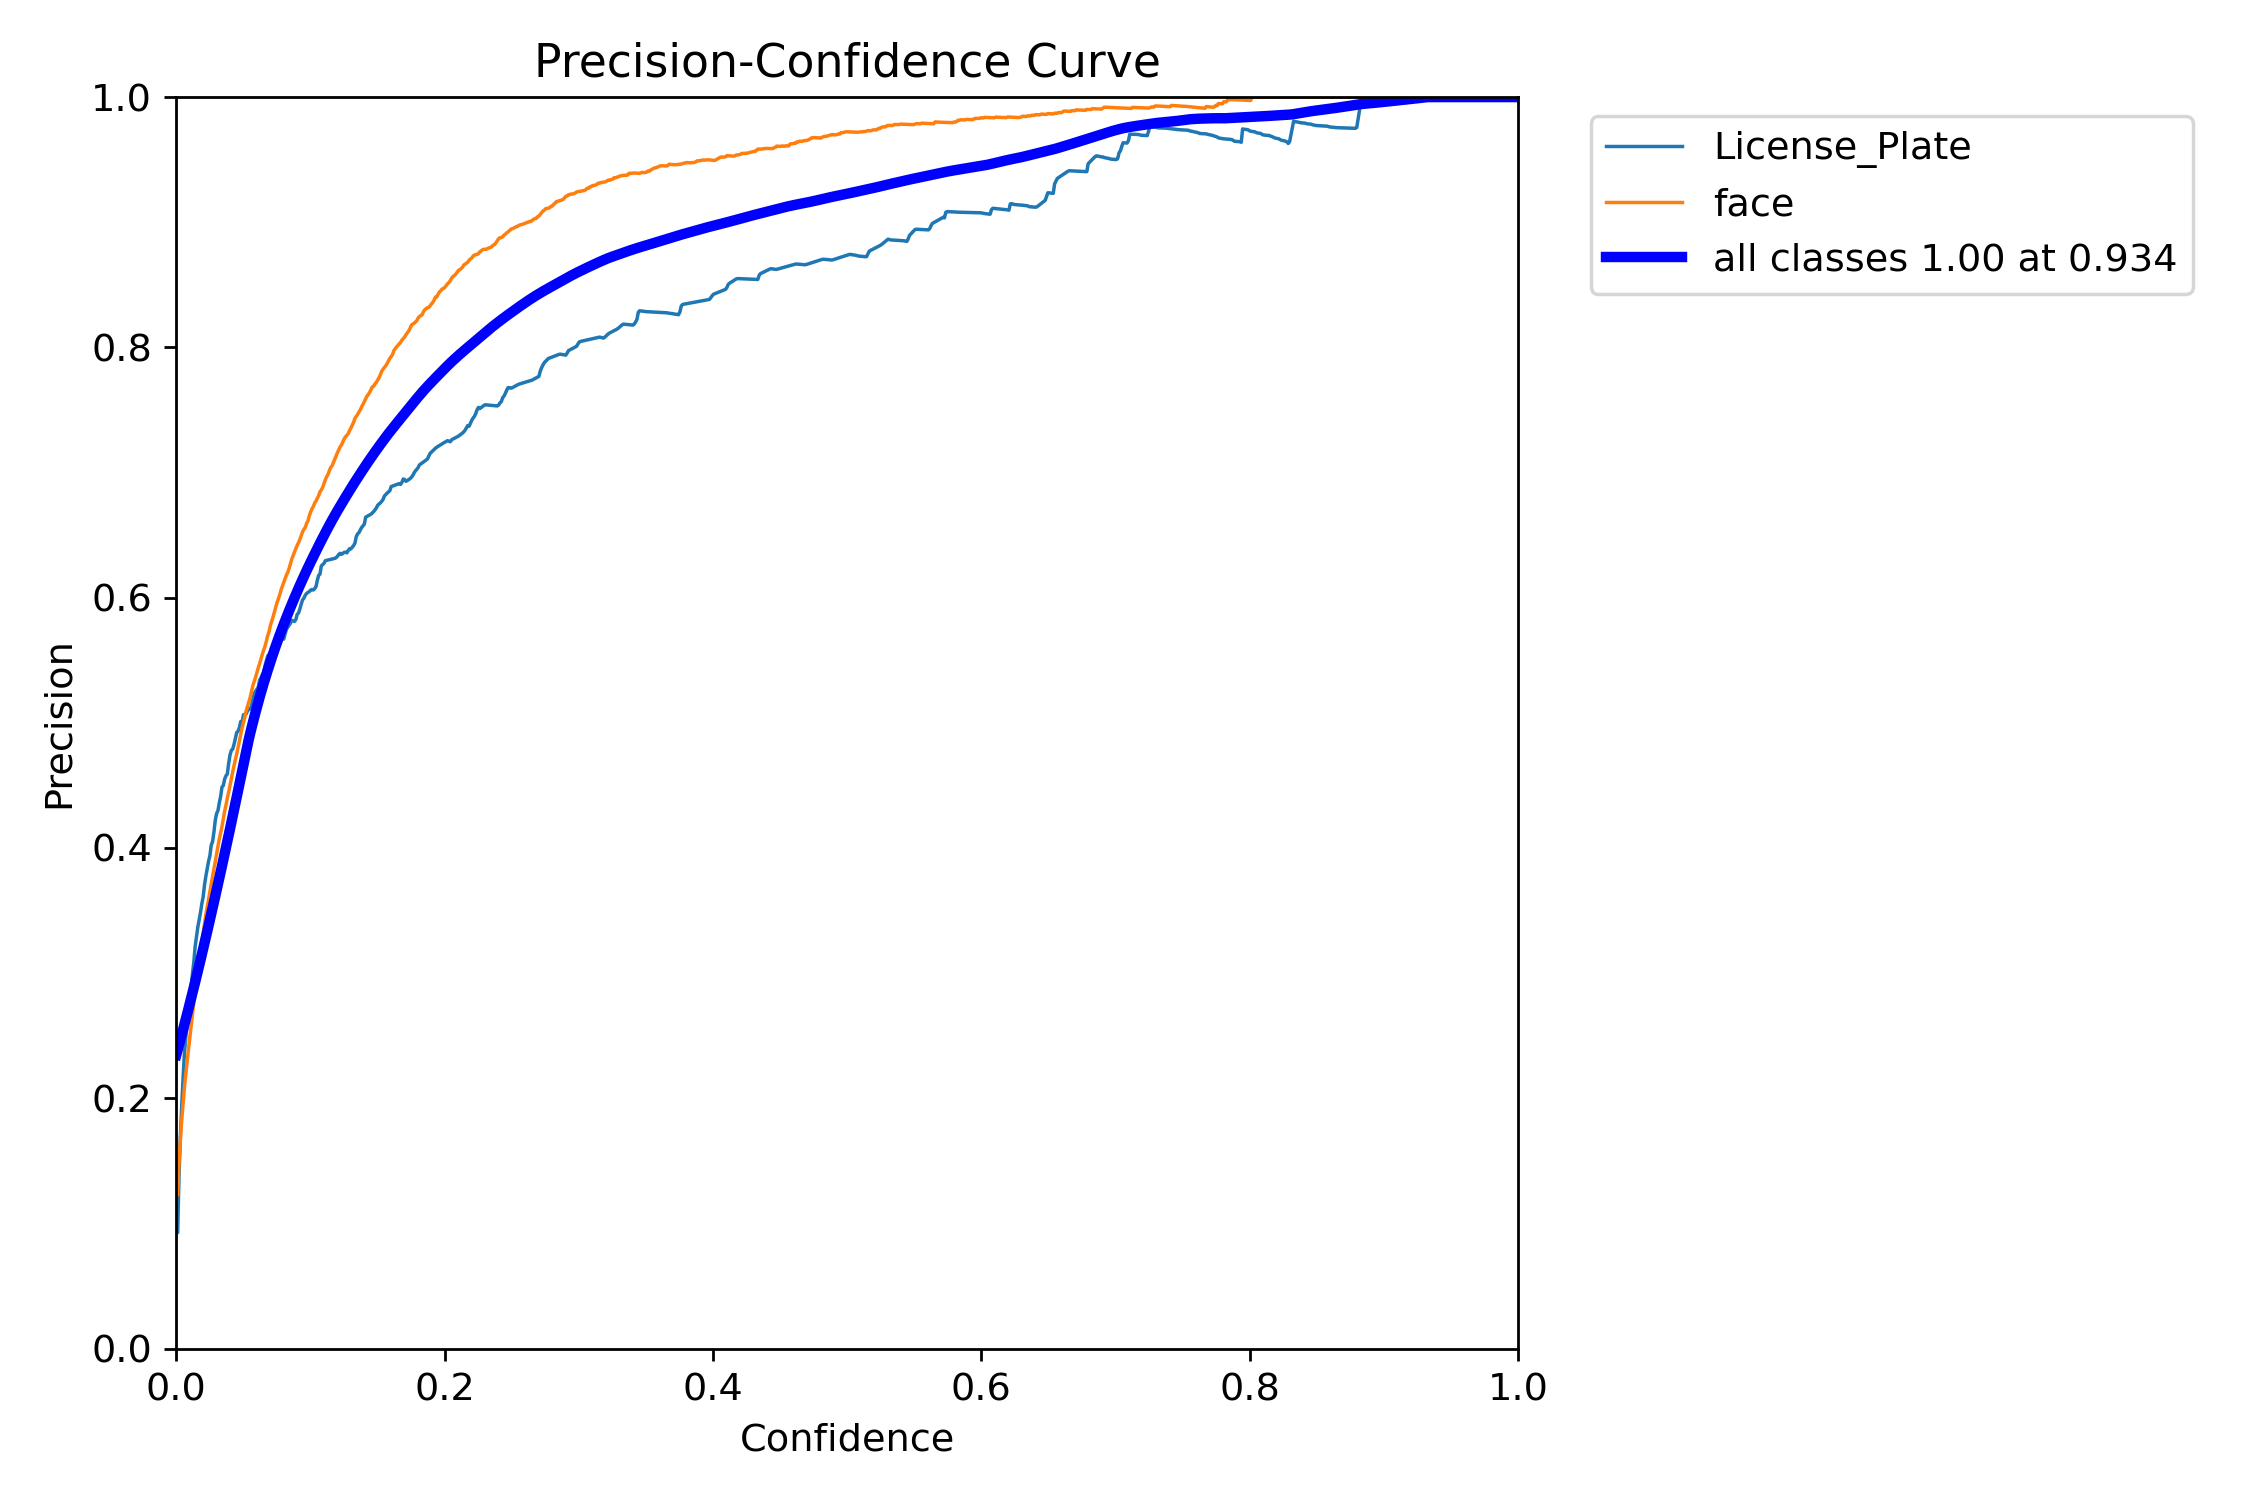 Precision-Confidence Curve
1.0
0.8
0.6
0.4
0.2
0.0
Precision
0.0 0.2 0.4 0.6 0.8 1.0
Confidence
License_Plate
face
all classes 1.00 at 0.934